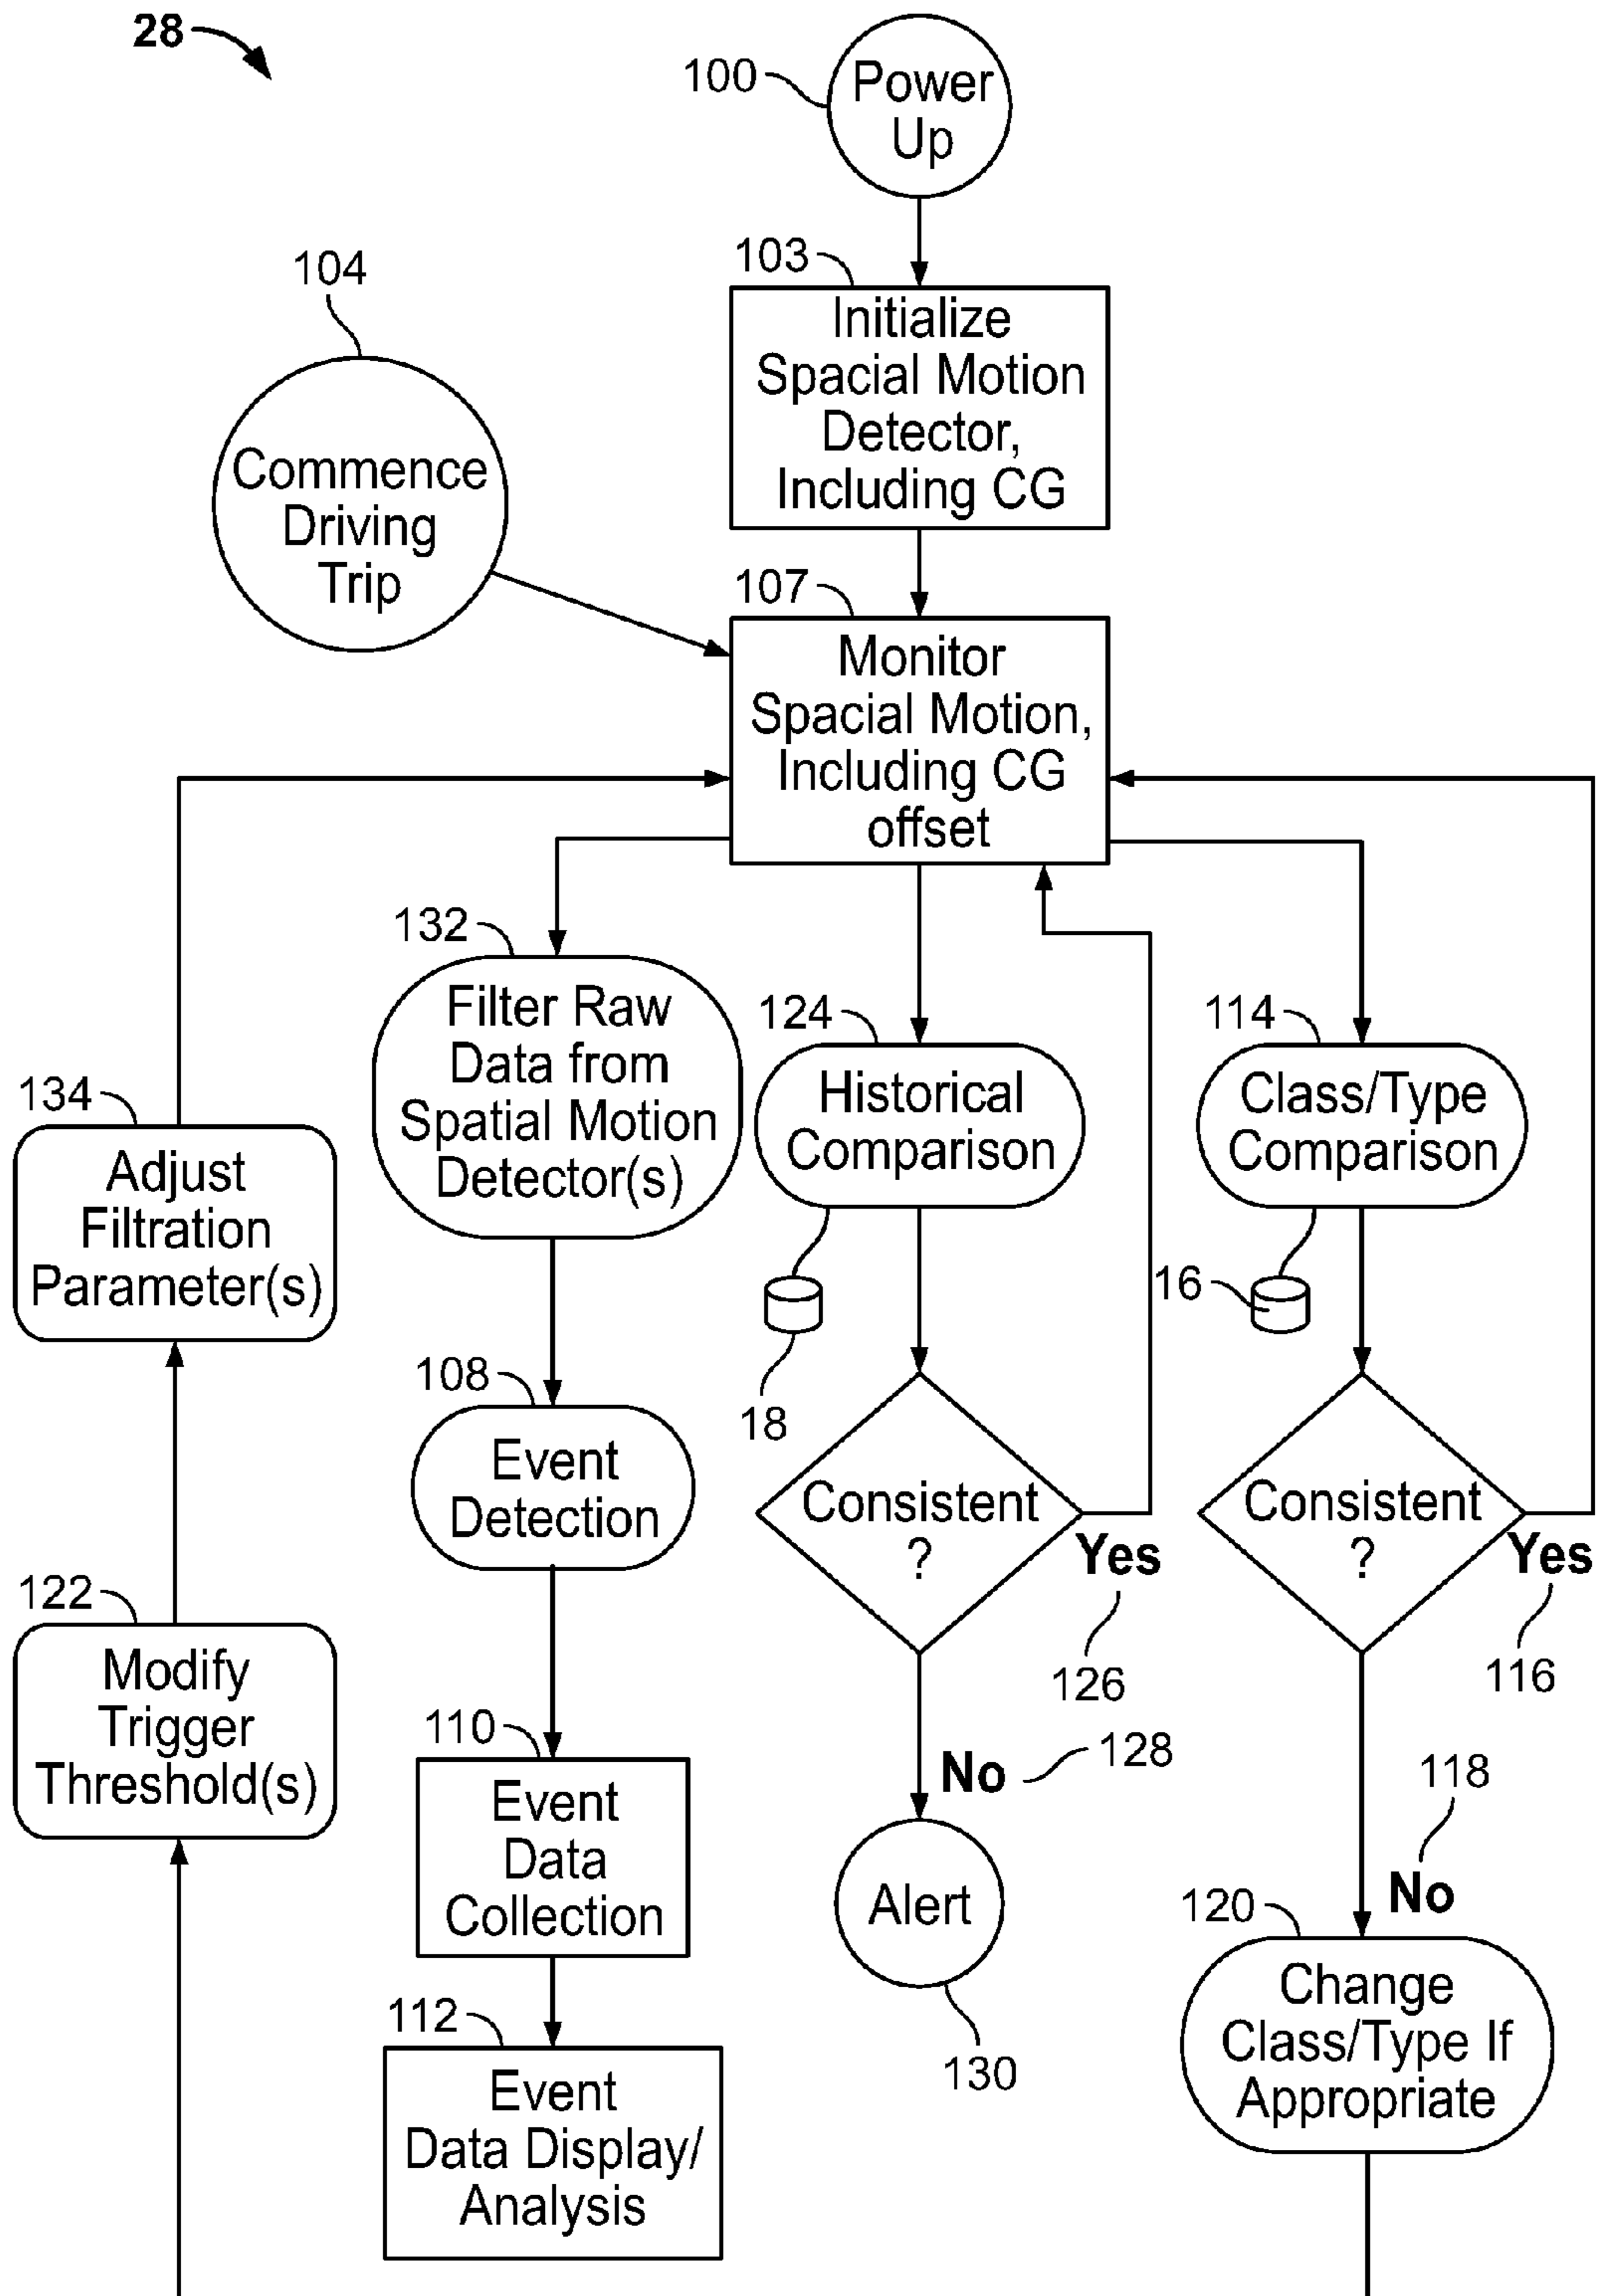 28
100
Power
Up
103
Initialize
Spacial Motion
Detector,
Including CG
104
Commence
Driving
Trip
107
Monitor
Spacial Motion,
Including CG
offset
132
Filter Raw
Data from
Spatial Motion
Detector(s)
124
Historical
Comparison
114
Class/Type
Comparison
134
Adjust
Filtration
Parameter(s)
18
16
108
Event
Detection
Consistent
?
Yes
126
Consistent
?
Yes
116
122
Modify
Trigger
Threshold(s)
110
Event
Data
Collection
No
128
118
No
Alert
130
120
Change
Class/Type If
Appropriate
112
Event
Data Display/
Analysis